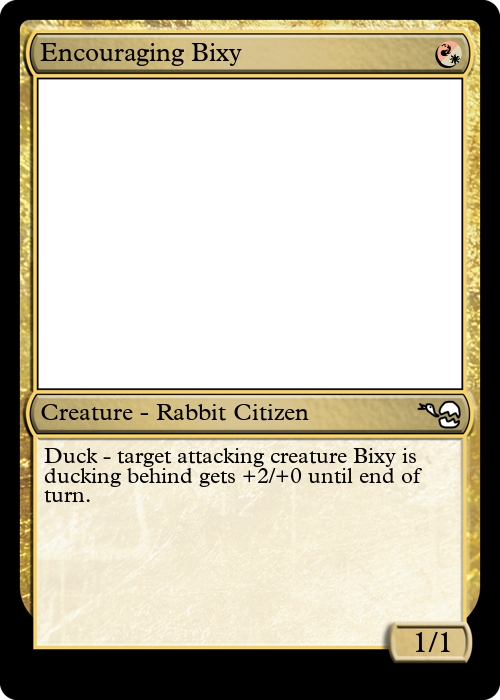 Encouraging Bixy
Creature - Rabbit Citizen
Duck - target attacking creature Bixy is
ducking behind gets +2/+0 until end of
turn.
1/1